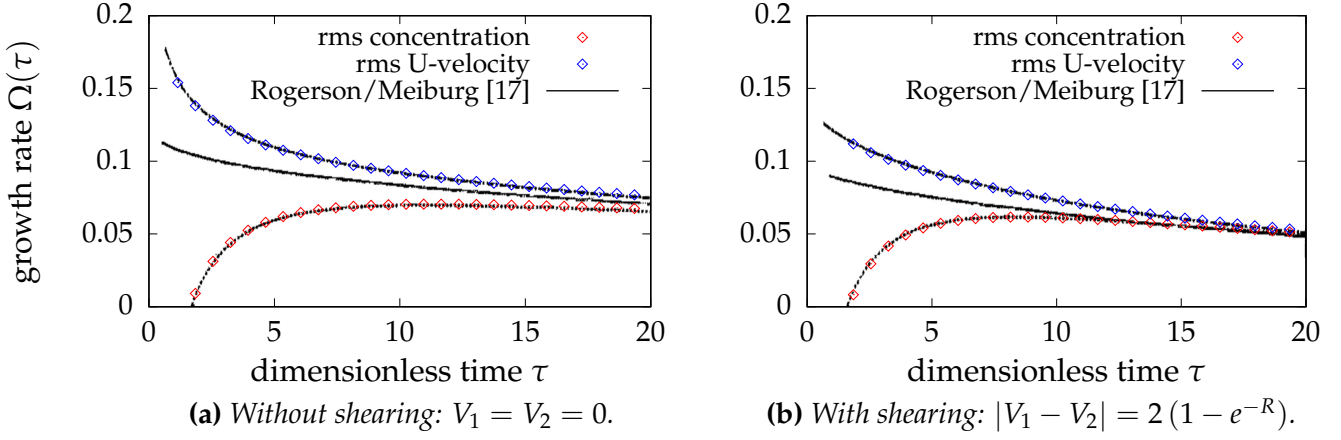 growth rate Ω(τ)
0.2
0.15
0.1
0.05
0
rms concentration
rms U-velocity
Rogerson/Meiburg [17]
0 5 10 15 20
dimensionless time τ
(a) Without shearing: V₁ = V₂ = 0.
0.2
0.15
0.1
0.05
0
rms concentration
rms U-velocity
Rogerson/Meiburg [17]
0 5 10 15 20
dimensionless time τ
(b) With shearing: |V₁ − V₂| = 2 (1 − e⁻ᴿ).